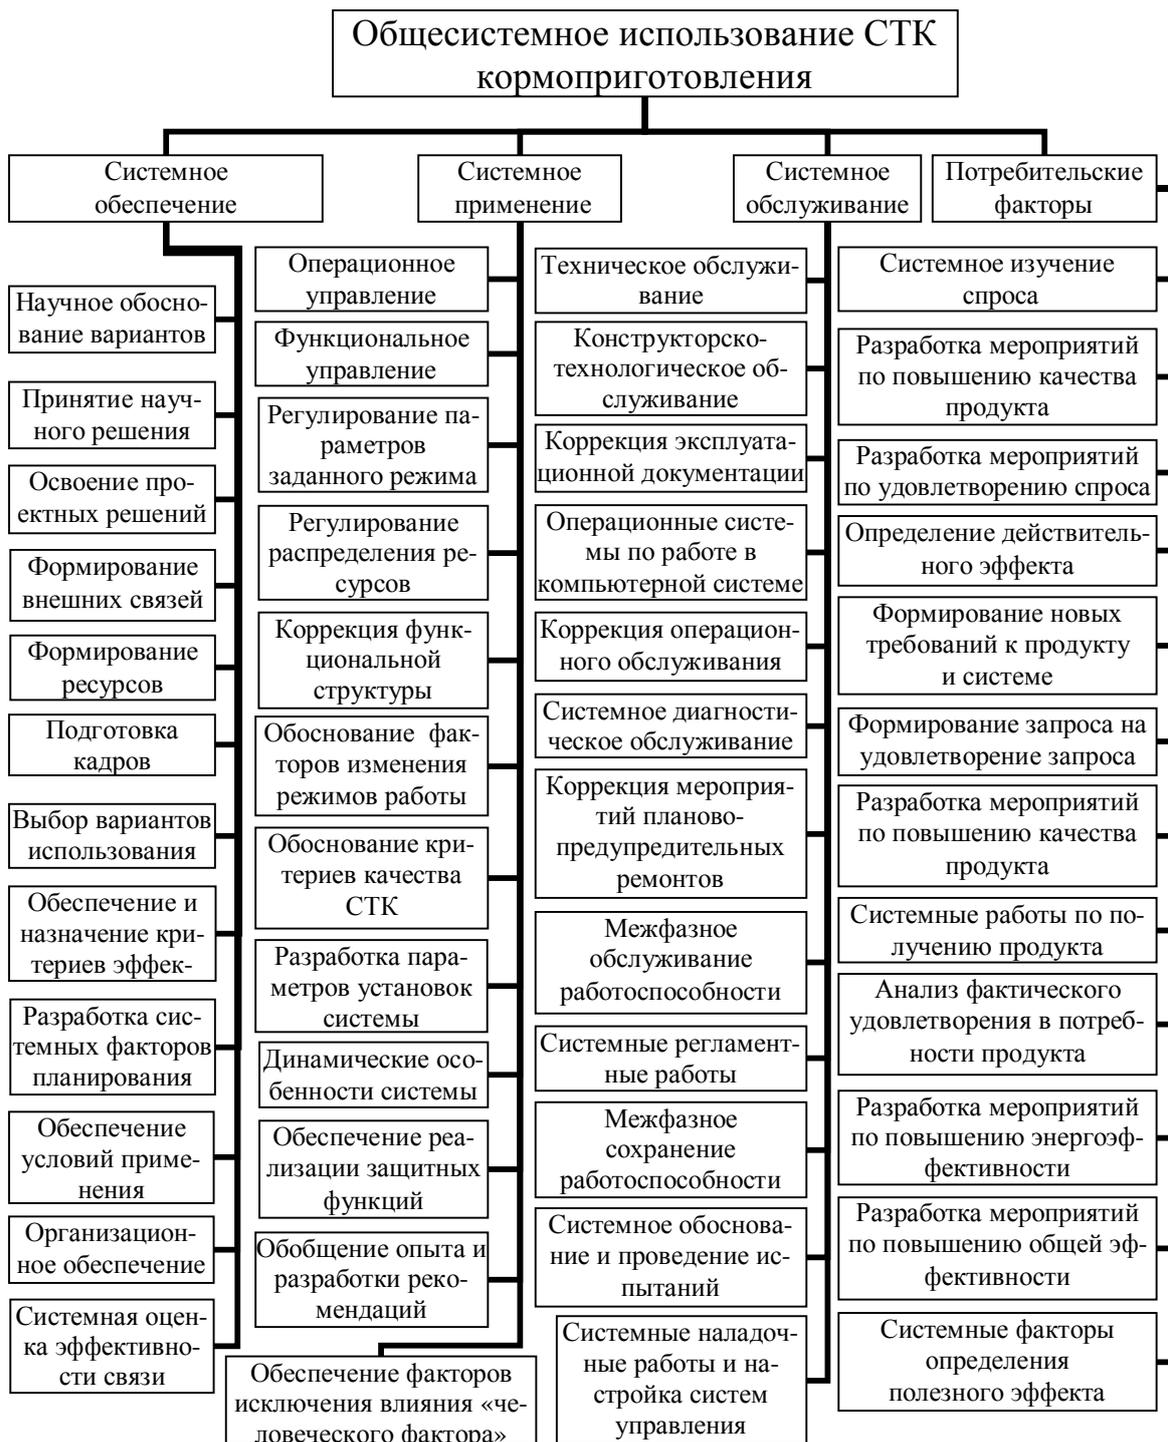 Общесистемное использование СТК
кормоприготовления
Системное
обеспечение
Системное
применение
Системное
обслуживание
Потребительские
факторы
Научное обосно-
вание вариантов
Принятие науч-
ного решения
Освоение про-
ектных решений
Формирование
внешних связей
Формирование
ресурсов
Подготовка
кадров
Выбор вариантов
использования
Обеспечение и
назначение кри-
териев эффек-
Разработка сис-
темных факторов
планирования
Обеспечение
условий приме-
нения
Организацион-
ное обеспечение
Системная оцен-
ка эффективно-
сти связи
Операционное
управление
Функциональное
управление
Регулирование па-
раметров
заданного режима
Регулирование
распределения ре-
сурсов
Коррекция функ-
циональной
структуры
Обоснование фак-
торов изменения
режимов работы
Обоснование кри-
териев качества
СТК
Разработка пара-
метров установок
системы
Динамические осо-
бенности системы
Обеспечение реа-
лизации защитных
функций
Обобщение опыта и
разработки реко-
мендаций
Обеспечение факторов
исключения влияния «че-
ловеческого фактора»
Техническое обслужи-
вание
Конструкторско-
технологическое об-
служивание
Коррекция эксплуата-
ционной документации
Операционные систе-
мы по работе в
компьютерной системе
Коррекция операцион-
ного обслуживания
Системное диагности-
ческое обслуживание
Коррекция мероприя-
тий планово-
предупредительных
ремонтов
Межфазное
обслуживание
работоспособности
Системные регламент-
ные работы
Межфазное
сохранение
работоспособности
Системное обоснова-
ние и проведение ис-
пытаний
Системные наладоч-
ные работы и на-
стройка систем
управления
Системное изучение
спроса
Разработка мероприятий
по повышению качества
продукта
Разработка мероприятий
по удовлетворению спроса
Определение действитель-
ного эффекта
Формирование новых
требований к продукту
и системе
Формирование запроса на
удовлетворение запроса
Разработка мероприятий
по повышению качества
продукта
Системные работы по по-
лучению продукта
Анализ фактического
удовлетворения в потреб-
ности продукта
Разработка мероприятий
по повышению энергоэф-
фективности
Разработка мероприятий
по повышению общей эф-
фективности
Системные факторы
определения
полезного эффекта